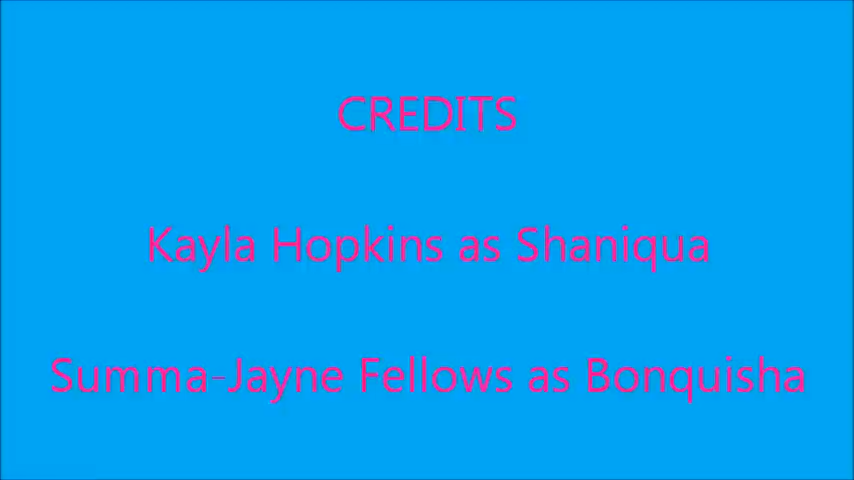 CREDITS
Kayla Hopkins as Shaniqua
Summa-Jayne Fellows as Bonquisha